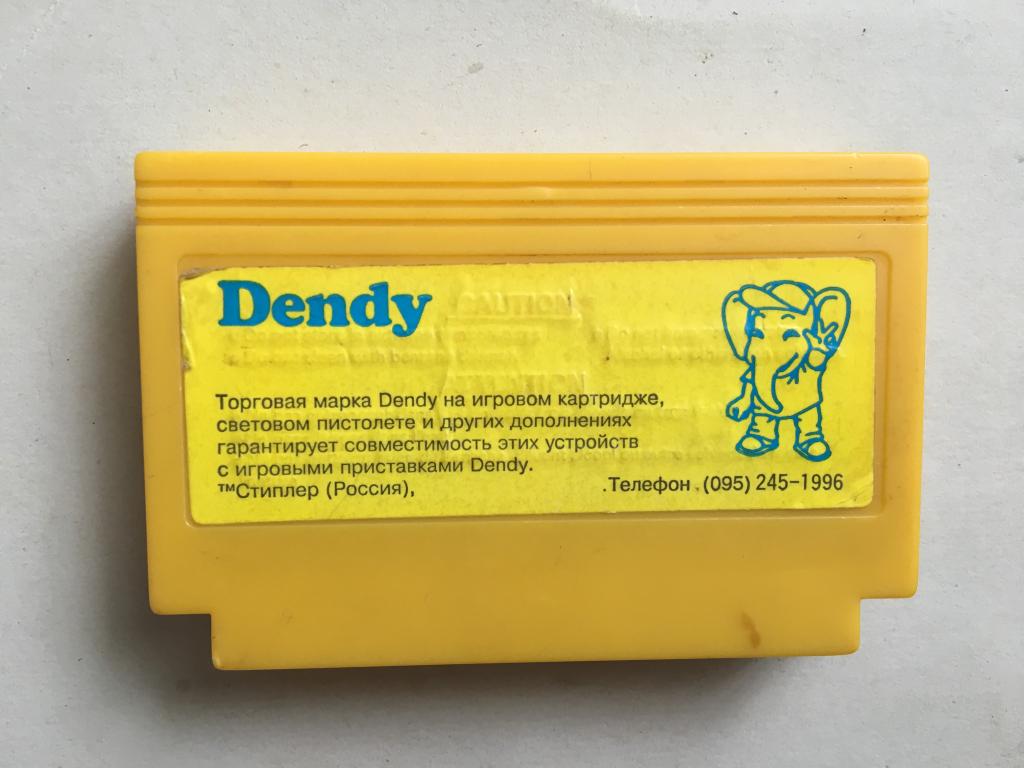 Dendy
CAUTION
Торговая марка Dendy на игровом картридже,
световом пистолете и других дополнениях
гарантирует совместимость этих устройств
с игровыми приставками Dendy.
™Стиплер (Россия),
.Телефон .(095) 245-1996